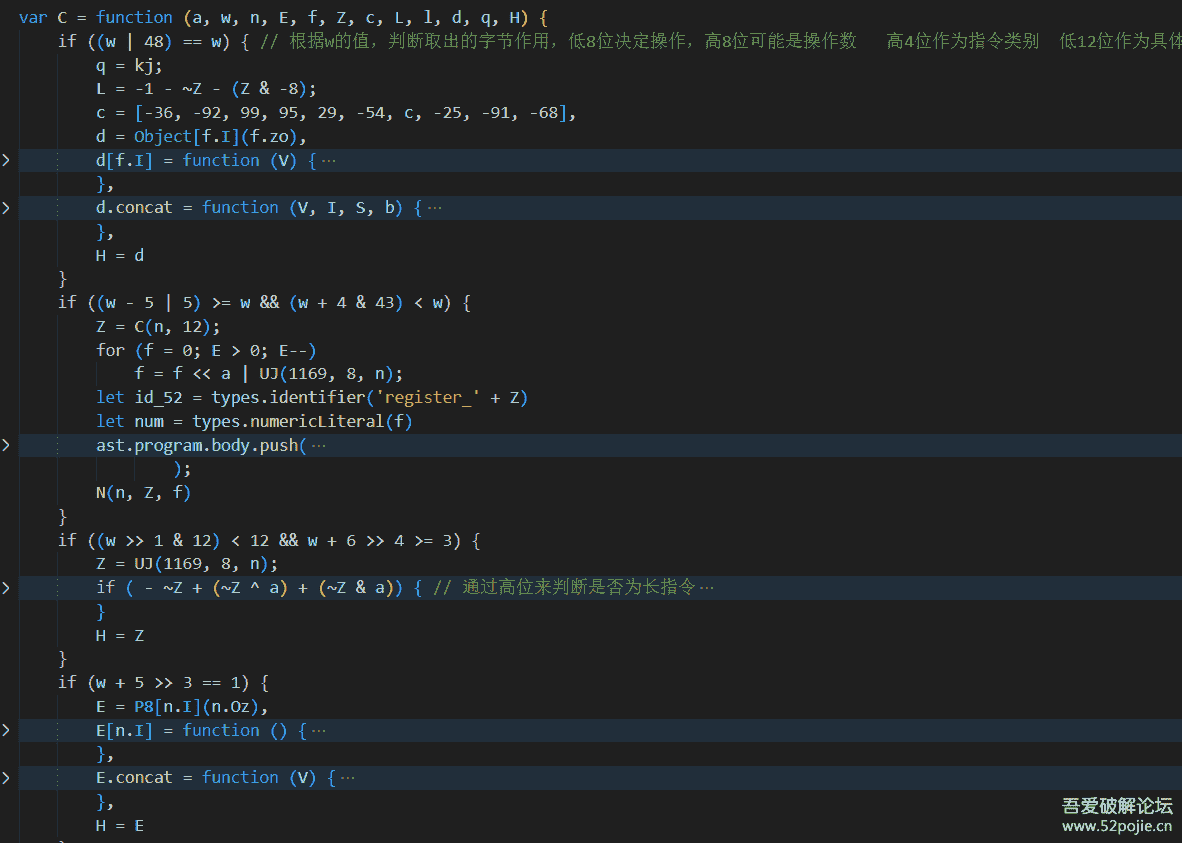 var C = function (a, w, n, E, f, Z, c, L, l, d, q, H) {
if ((w | 48) == w) { // 根据w的值，判断取出的字节作用，低8位决定操作，高8位可能是操作数 高4位作为指令类别 低12位作为具体
q = kj;
L = -1 - ~Z - (Z & -8);
c = [-36, -92, 99, 95, 29, -54, c, -25, -91, -68],
d = Object[f.I](f.zo),
d[f.I] = function (V) { ···
},
d.concat = function (V, I, S, b) { ···
},
H = d
}
if ((w - 5 | 5) >= w && (w + 4 & 43) < w) {
Z = C(n, 12);
for (f = 0; E > 0; E--)
f = f << a | UJ(1169, 8, n);
let id_52 = types.identifier('register_' + Z)
let num = types.numericLiteral(f)
ast.program.body.push( ···
);
N(n, Z, f)
}
if ((w >> 1 & 12) < 12 && w + 6 >> 4 >= 3) {
Z = UJ(1169, 8, n);
if ( - ~Z + (~Z ^ a) + (~Z & a)) { // 通过高位来判断是否为长指令 ···
}
H = Z
}
if (w + 5 >> 3 == 1) {
E = P8[n.I](n.Oz),
E[n.I] = function () { ···
},
E.concat = function (V) { ···
},
H = E
吾爱破解论坛
www.52pojie.cn